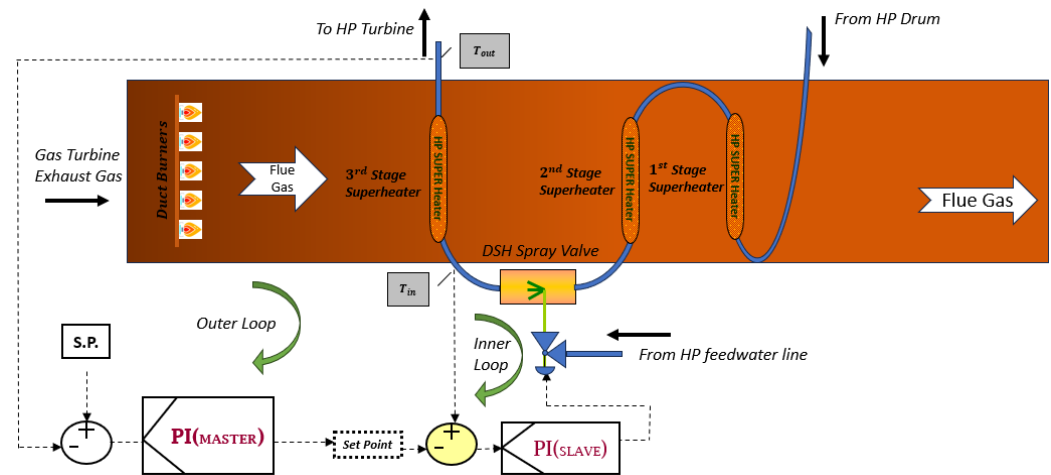 To HP Turbine
From HP Drum
T_out
Gas Turbine
Exhaust Gas
Duct Burners
Flue
Gas
3rd Stage
Superheater
HP SUPER Heater
2nd Stage
Superheater
HP SUPER Heater
1st Stage
Superheater
HP SUPER Heater
Flue Gas
DSH Spray Valve
T_in
Outer Loop
Inner
Loop
From HP feedwater line
S.P.
+
-
PI(MASTER)
Set Point
+
-
PI(SLAVE)